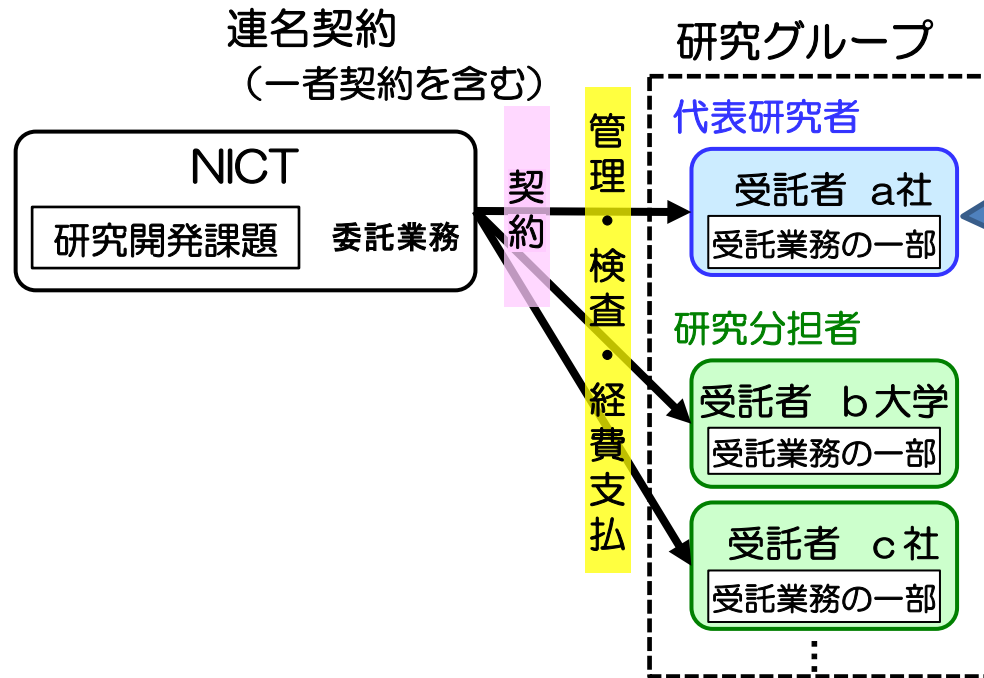 連名契約
（一者契約を含む）
NICT
研究開発課題
委託業務
契約
管理・検査・経費支払
研究グループ
代表研究者
受託者 a社
受託業務の一部
研究分担者
受託者 b大学
受託業務の一部
受託者 c社
受託業務の一部